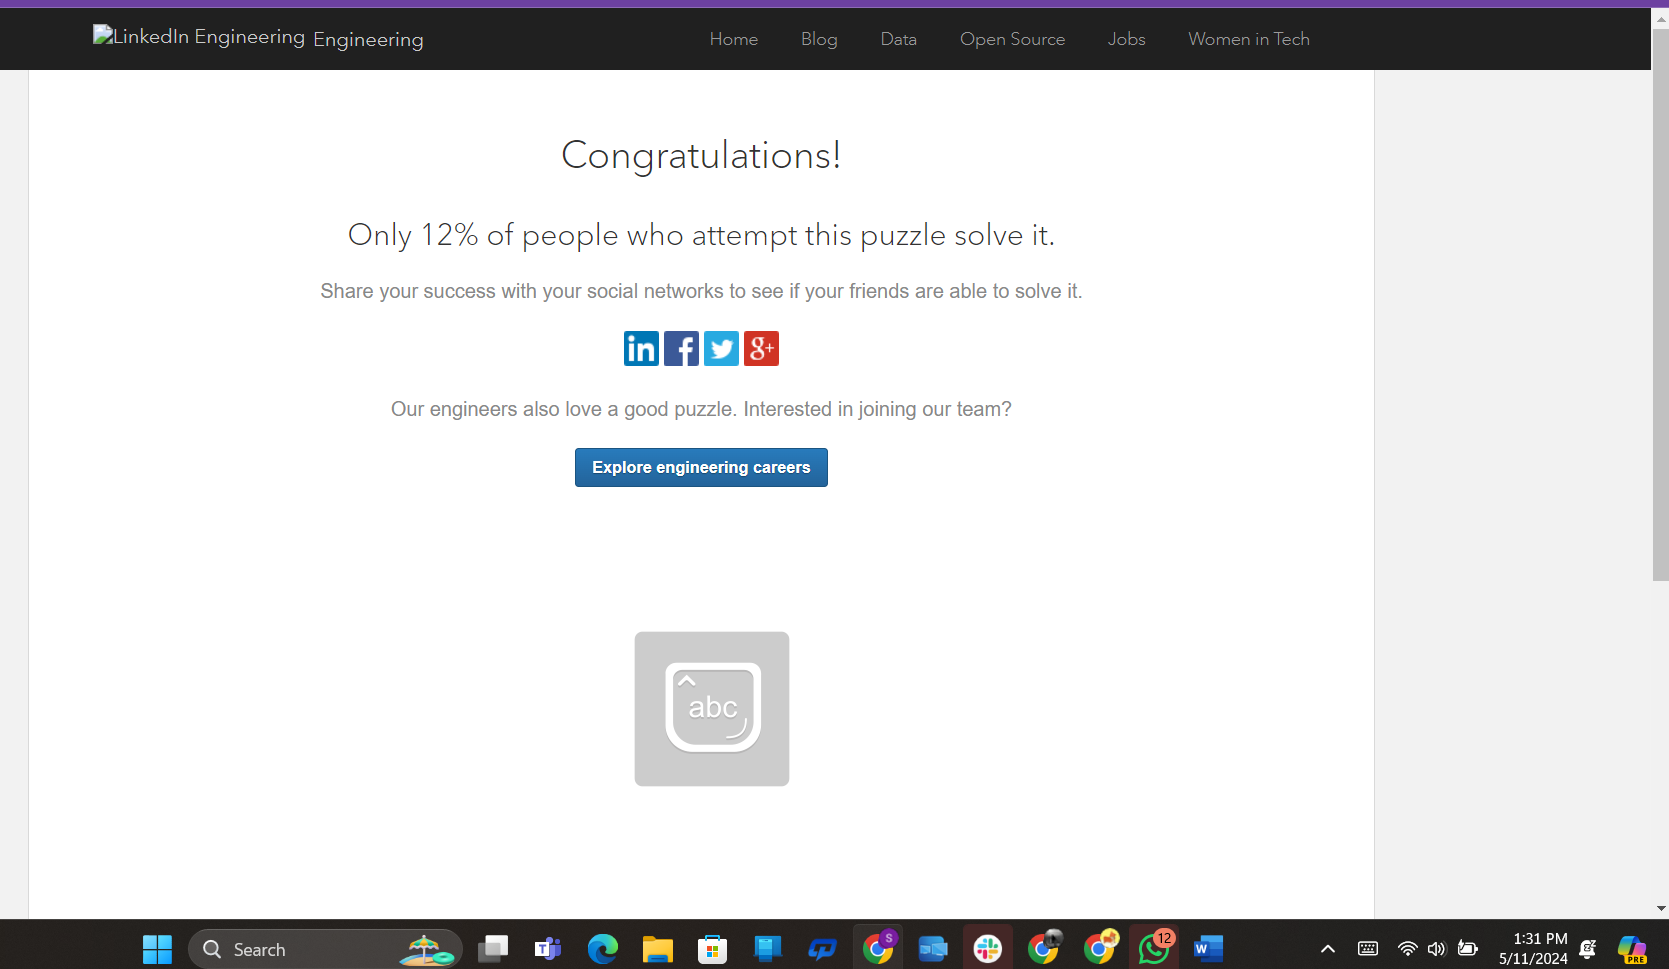 LinkedIn Engineering Engineering Home Blog Data Open Source Jobs Women in Tech
Congratulations!
Only 12% of people who attempt this puzzle solve it.
Share your success with your social networks to see if your friends are able to solve it.
in f g+
Our engineers also love a good puzzle. Interested in joining our team?
Explore engineering careers
abc
Search T S 12 W 1:31 PM
5/11/2024 PRE